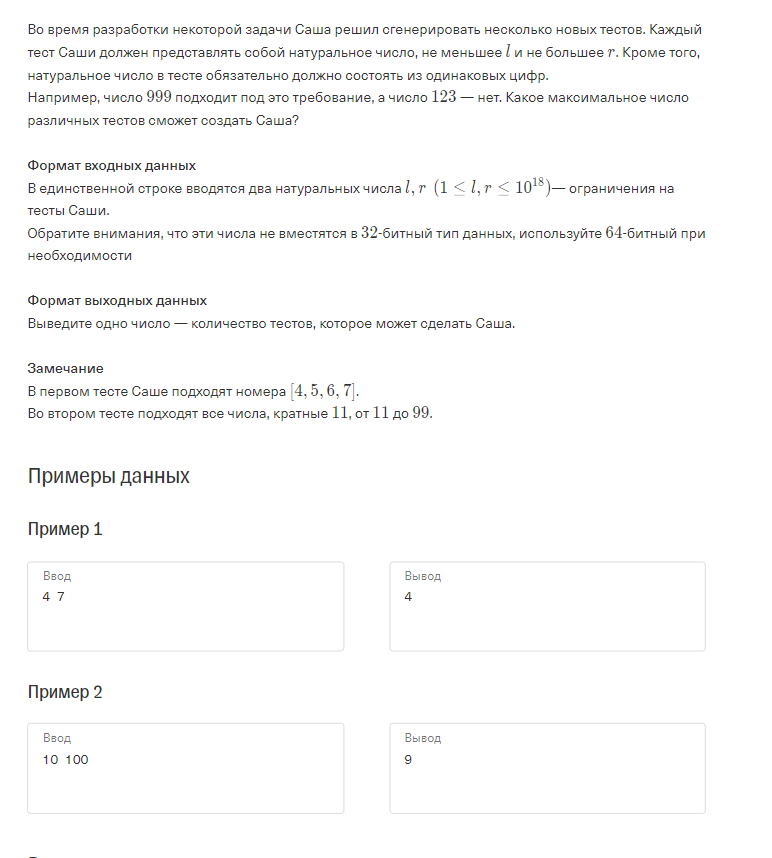 Во время разработки некоторой задачи Саша решил сгенерировать несколько новых тестов. Каждый
тест Саши должен представлять собой натуральное число, не меньшее l и не большее r. Кроме того,
натуральное число в тесте обязательно должно состоять из одинаковых цифр.
Например, число 999 подходит под это требование, а число 123 — нет. Какое максимальное число
различных тестов сможет создать Саша?
Формат входных данных
В единственной строке вводятся два натуральных числа l, r (1 ≤ l, r ≤ 10^18)— ограничения на
тесты Саши.
Обратите внимания, что эти числа не вместятся в 32-битный тип данных, используйте 64-битный при
необходимости
Формат выходных данных
Выведите одно число — количество тестов, которое может сделать Саша.
Замечание
В первом тесте Саше подходят номера [4, 5, 6, 7].
Во втором тесте подходят все числа, кратные 11, от 11 до 99.
Примеры данных
Пример 1
Ввод
4 7
Вывод
4
Пример 2
Ввод
10 100
Вывод
9